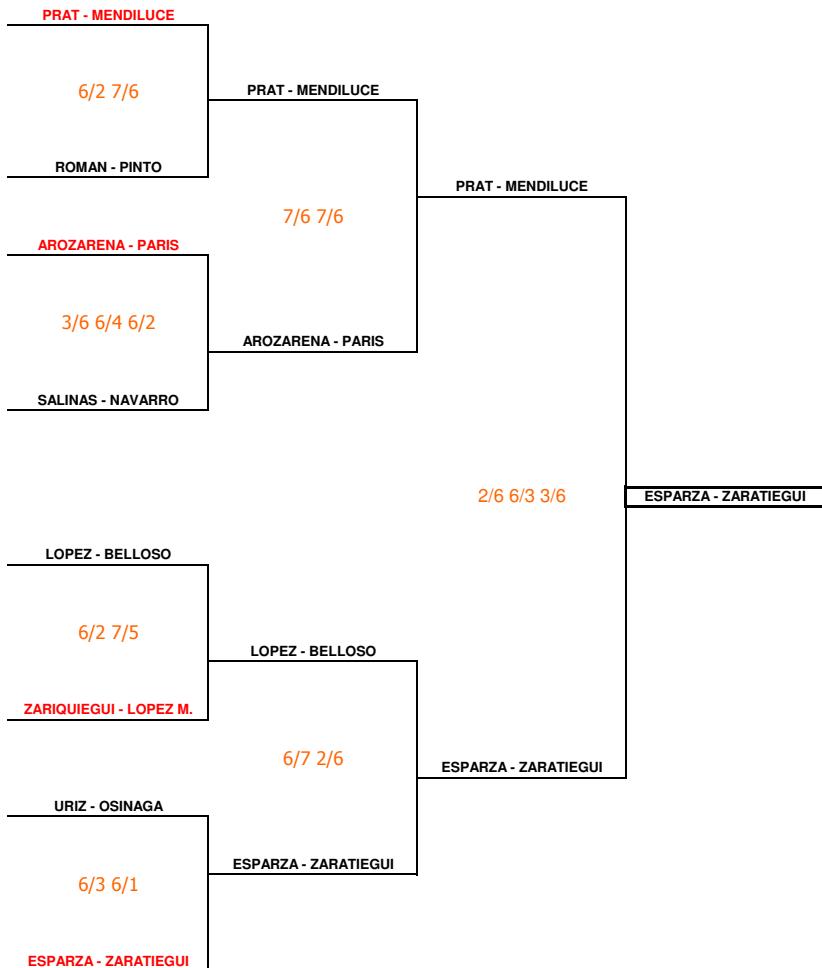 PRAT - MENDILUCE
6/2 7/6
PRAT - MENDILUCE
ROMAN - PINTO
PRAT - MENDILUCE
7/6 7/6
AROZARENA - PARIS
3/6 6/4 6/2
AROZARENA - PARIS
SALINAS - NAVARRO
2/6 6/3 3/6
ESPARZA - ZARATIEGUI
LOPEZ - BELLOSO
6/2 7/5
LOPEZ - BELLOSO
ZARIQUIEGUI - LOPEZ M.
6/7 2/6
ESPARZA - ZARATIEGUI
URIZ - OSINAGA
ESPARZA - ZARATIEGUI
6/3 6/1
ESPARZA - ZARATIEGUI